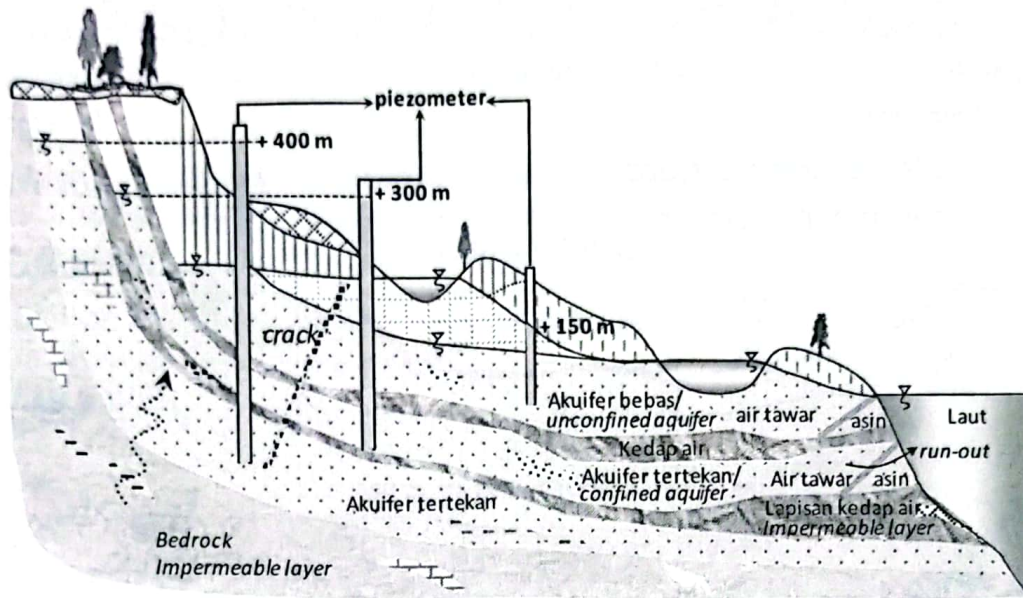 piezometer
+ 400 m
+ 300 m
crack
+ 150 m
Akuifer bebas/
unconfined aquifer
air tawar
asin
Laut
Kedap air
run-out
Akuifer tertekan/
confined aquifer
Air tawar
asin
Akuifer tertekan
Lapisan kedap air
Impermeable layer
Bedrock
Impermeable layer